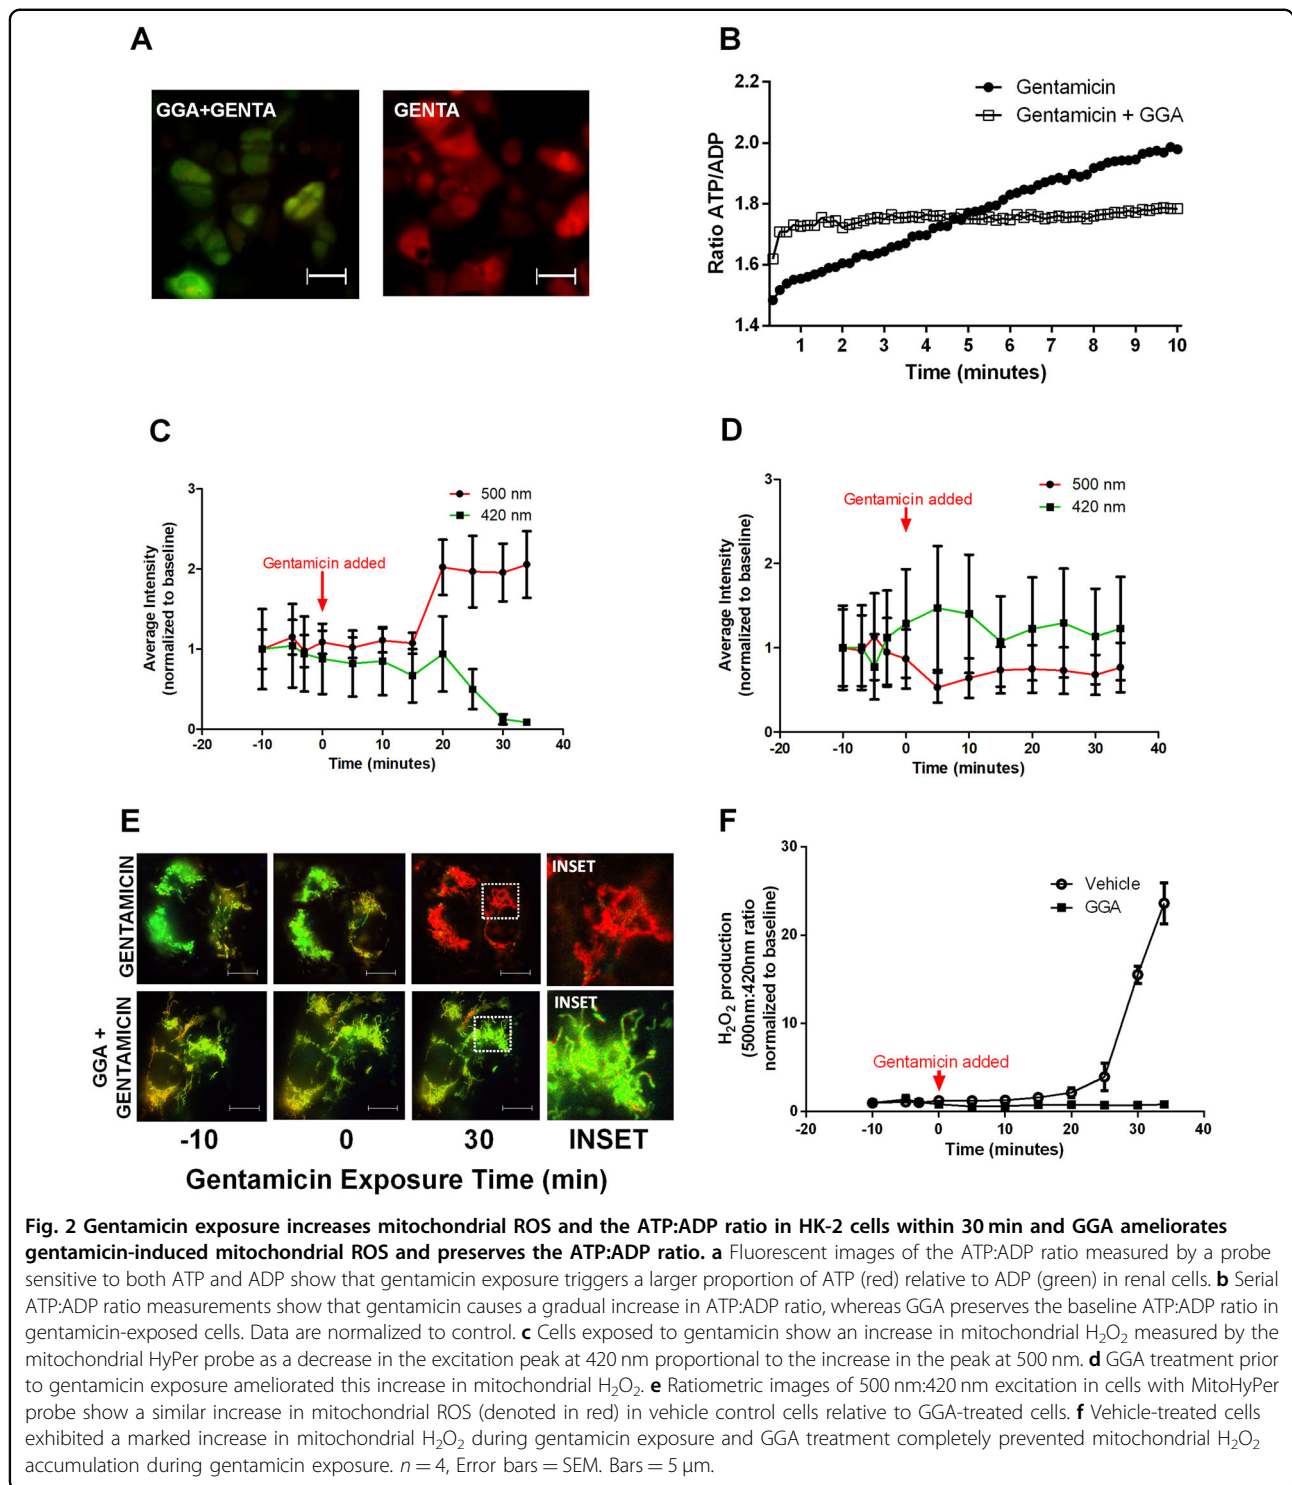 A
GGA+GENTA
GENTA
B
2.2
2.0
1.8
1.6
1.4
Ratio ATP/ADP
Gentamicin
Gentamicin + GGA
1 2 3 4 5 6 7 8 9 10
Time (minutes)
C
Average Intensity
(normalized to baseline)
3
2
1
0
500 nm
420 nm
Gentamicin added
-20 -10 0 10 20 30 40
Time (minutes)
D
Average Intensity
(normalized to baseline)
3
2
1
0
500 nm
420 nm
Gentamicin added
-20 -10 0 10 20 30 40
Time (minutes)
E
GENTAMICIN
INSET
GGA +
GENTAMICIN
INSET
-10 0 30 INSET
Gentamicin Exposure Time (min)
F
H₂O₂ production
(500nm:420nm ratio
normalized to baseline)
30
20
10
0
Vehicle
GGA
Gentamicin added
-20 -10 0 10 20 30 40
Time (minutes)
Fig. 2 Gentamicin exposure increases mitochondrial ROS and the ATP:ADP ratio in HK-2 cells within 30 min and GGA ameliorates
gentamicin-induced mitochondrial ROS and preserves the ATP:ADP ratio. a Fluorescent images of the ATP:ADP ratio measured by a probe
sensitive to both ATP and ADP show that gentamicin exposure triggers a larger proportion of ATP (red) relative to ADP (green) in renal cells. b Serial
ATP:ADP ratio measurements show that gentamicin causes a gradual increase in ATP:ADP ratio, whereas GGA preserves the baseline ATP:ADP ratio in
gentamicin-exposed cells. Data are normalized to control. c Cells exposed to gentamicin show an increase in mitochondrial H₂O₂ measured by the
mitochondrial HyPer probe as a decrease in the excitation peak at 420 nm proportional to the increase in the peak at 500 nm. d GGA treatment prior
to gentamicin exposure ameliorated this increase in mitochondrial H₂O₂. e Ratiometric images of 500 nm:420 nm excitation in cells with MitoHyPer
probe show a similar increase in mitochondrial ROS (denoted in red) in vehicle control cells relative to GGA-treated cells. f Vehicle-treated cells
exhibited a marked increase in mitochondrial H₂O₂ during gentamicin exposure and GGA treatment completely prevented mitochondrial H₂O₂
accumulation during gentamicin exposure. n = 4, Error bars = SEM. Bars = 5 µm.